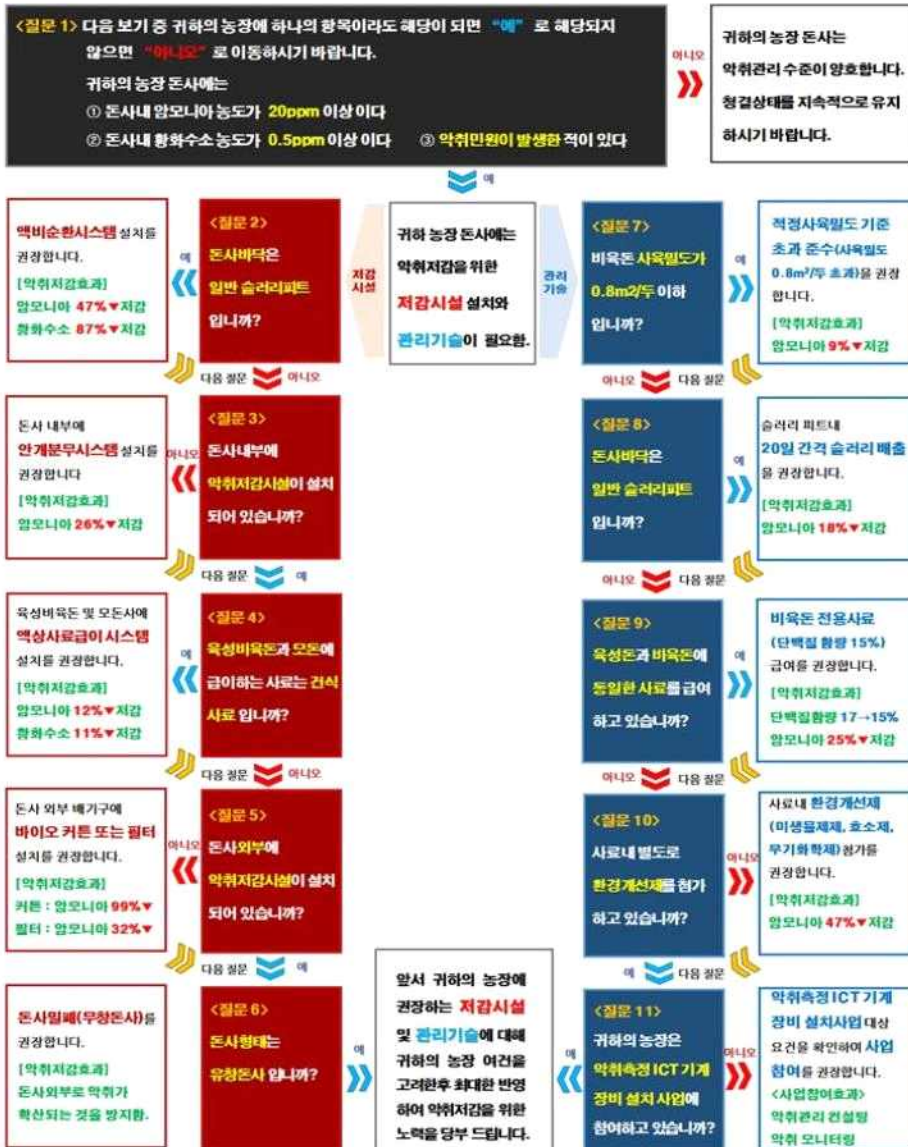 <질문 1> 다음 보기 중 귀하의 농장에 하나의 항목이라도 해당이 되면 “예” 로 해당되지
않으면 “아니오” 로 이동하시기 바랍니다.
귀하의 농장 돈사에는
① 돈사내 암모니아 농도가 20ppm 이상 이다
② 돈사내 황화수소 농도가 0.5ppm 이상 이다 ③ 악취민원이 발생한 적이 있다
아니오
귀하의 농장 돈사는
악취관리 수준이 양호합니다.
청결상태를 지속적으로 유지
하시기 바랍니다.
예
액비순환시스템 설치를
권장합니다.
[악취저감효과]
암모니아 47%▼저감
황화수소 87%▼저감
예
<질문 2>
돈사바닥은
일반 슬러리피트
입니까?
저감
시설
귀하 농장 돈사에는
악취저감을 위한
저감시설 설치와
관리기술이 필요함.
관리
기술
<질문 7>
비육돈 사육밀도가
0.8m2/두 이하
입니까?
예
적정사육밀도 기준
초과 준수(사육밀도
0.8m²/두 초과)을 권장
합니다.
[악취저감효과]
암모니아 9%▼저감
다음 질문 아니오
아니오 다음 질문
돈사 내부에
안개분무시스템 설치를
권장합니다
[악취저감효과]
암모니아 26%▼저감
아니오
<질문 3>
돈사내부에
악취저감시설이 설치
되어 있습니까?
<질문 8>
돈사바닥은
일반 슬러리피트
입니까?
예
슬러리 피트내
20일 간격 슬러리 배출
을 권장합니다.
[악취저감효과]
암모니아 18%▼저감
다음 질문 예
아니오 다음 질문
육성비육돈 및 모돈사에
액상사료급이 시스템
설치를 권장합니다.
[악취저감효과]
암모니아 12%▼저감
황화수소 11%▼저감
예
<질문 4>
육성비육돈과 모돈에
급이하는 사료는 건식
사료 입니까?
<질문 9>
육성돈과 비육돈에
동일한 사료를 급여
하고 있습니까?
예
비육돈 전용사료
(단백질 함량 15%)
급여를 권장합니다.
[악취저감효과]
단백질함량 17→15%
암모니아 25%▼저감
다음 질문 아니오
아니오 다음 질문
돈사 외부 배기구에
바이오 커튼 또는 필터
설치를 권장합니다.
[악취저감효과]
커튼 : 암모니아 99%▼
필터 : 암모니아 32%▼
아니오
<질문 5>
돈사외부에
악취저감시설이 설치
되어 있습니까?
<질문 10>
사료내 별도로
환경개선제를 첨가
하고 있습니까?
아니오
사료내 환경개선제
(미생물제제, 효소제,
무기화학제)첨가를
권장합니다.
[악취저감효과]
암모니아 47%▼저감
다음 질문 예
예 다음 질문
돈사밀폐(무창돈사)를
권장합니다.
[악취저감효과]
돈사외부로 악취가
확산되는 것을 방지함.
<질문 6>
돈사형태는
유창돈사 입니까?
예
앞서 귀하의 농장에
권장하는 저감시설
및 관리기술에 대해
귀하의 농장 여건을
고려한후 최대한 반영
하여 악취저감을 위한
노력을 당부 드립니다.
예
<질문 11>
귀하의 농장은
악취측정 ICT 기계
장비 설치 사업에
참여하고 있습니까?
아니오
악취측정 ICT 기계
장비 설치사업 대상
요건을 확인하여 사업
참여를 권장합니다.
<사업참여효과>
악취관리 컨설팅
악취 모니터링